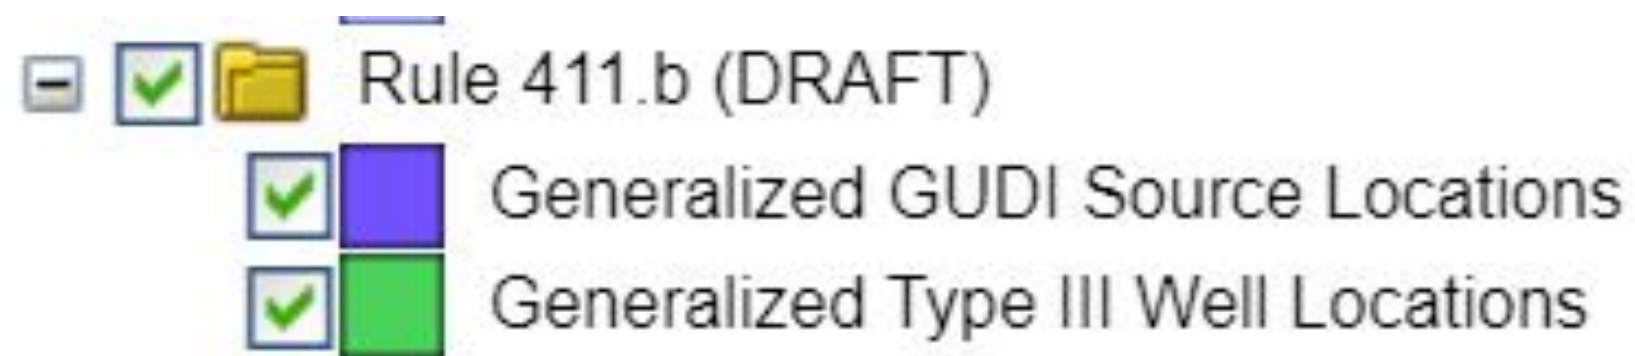 Rule 411.b (DRAFT)
Generalized GUDI Source Locations
Generalized Type III Well Locations